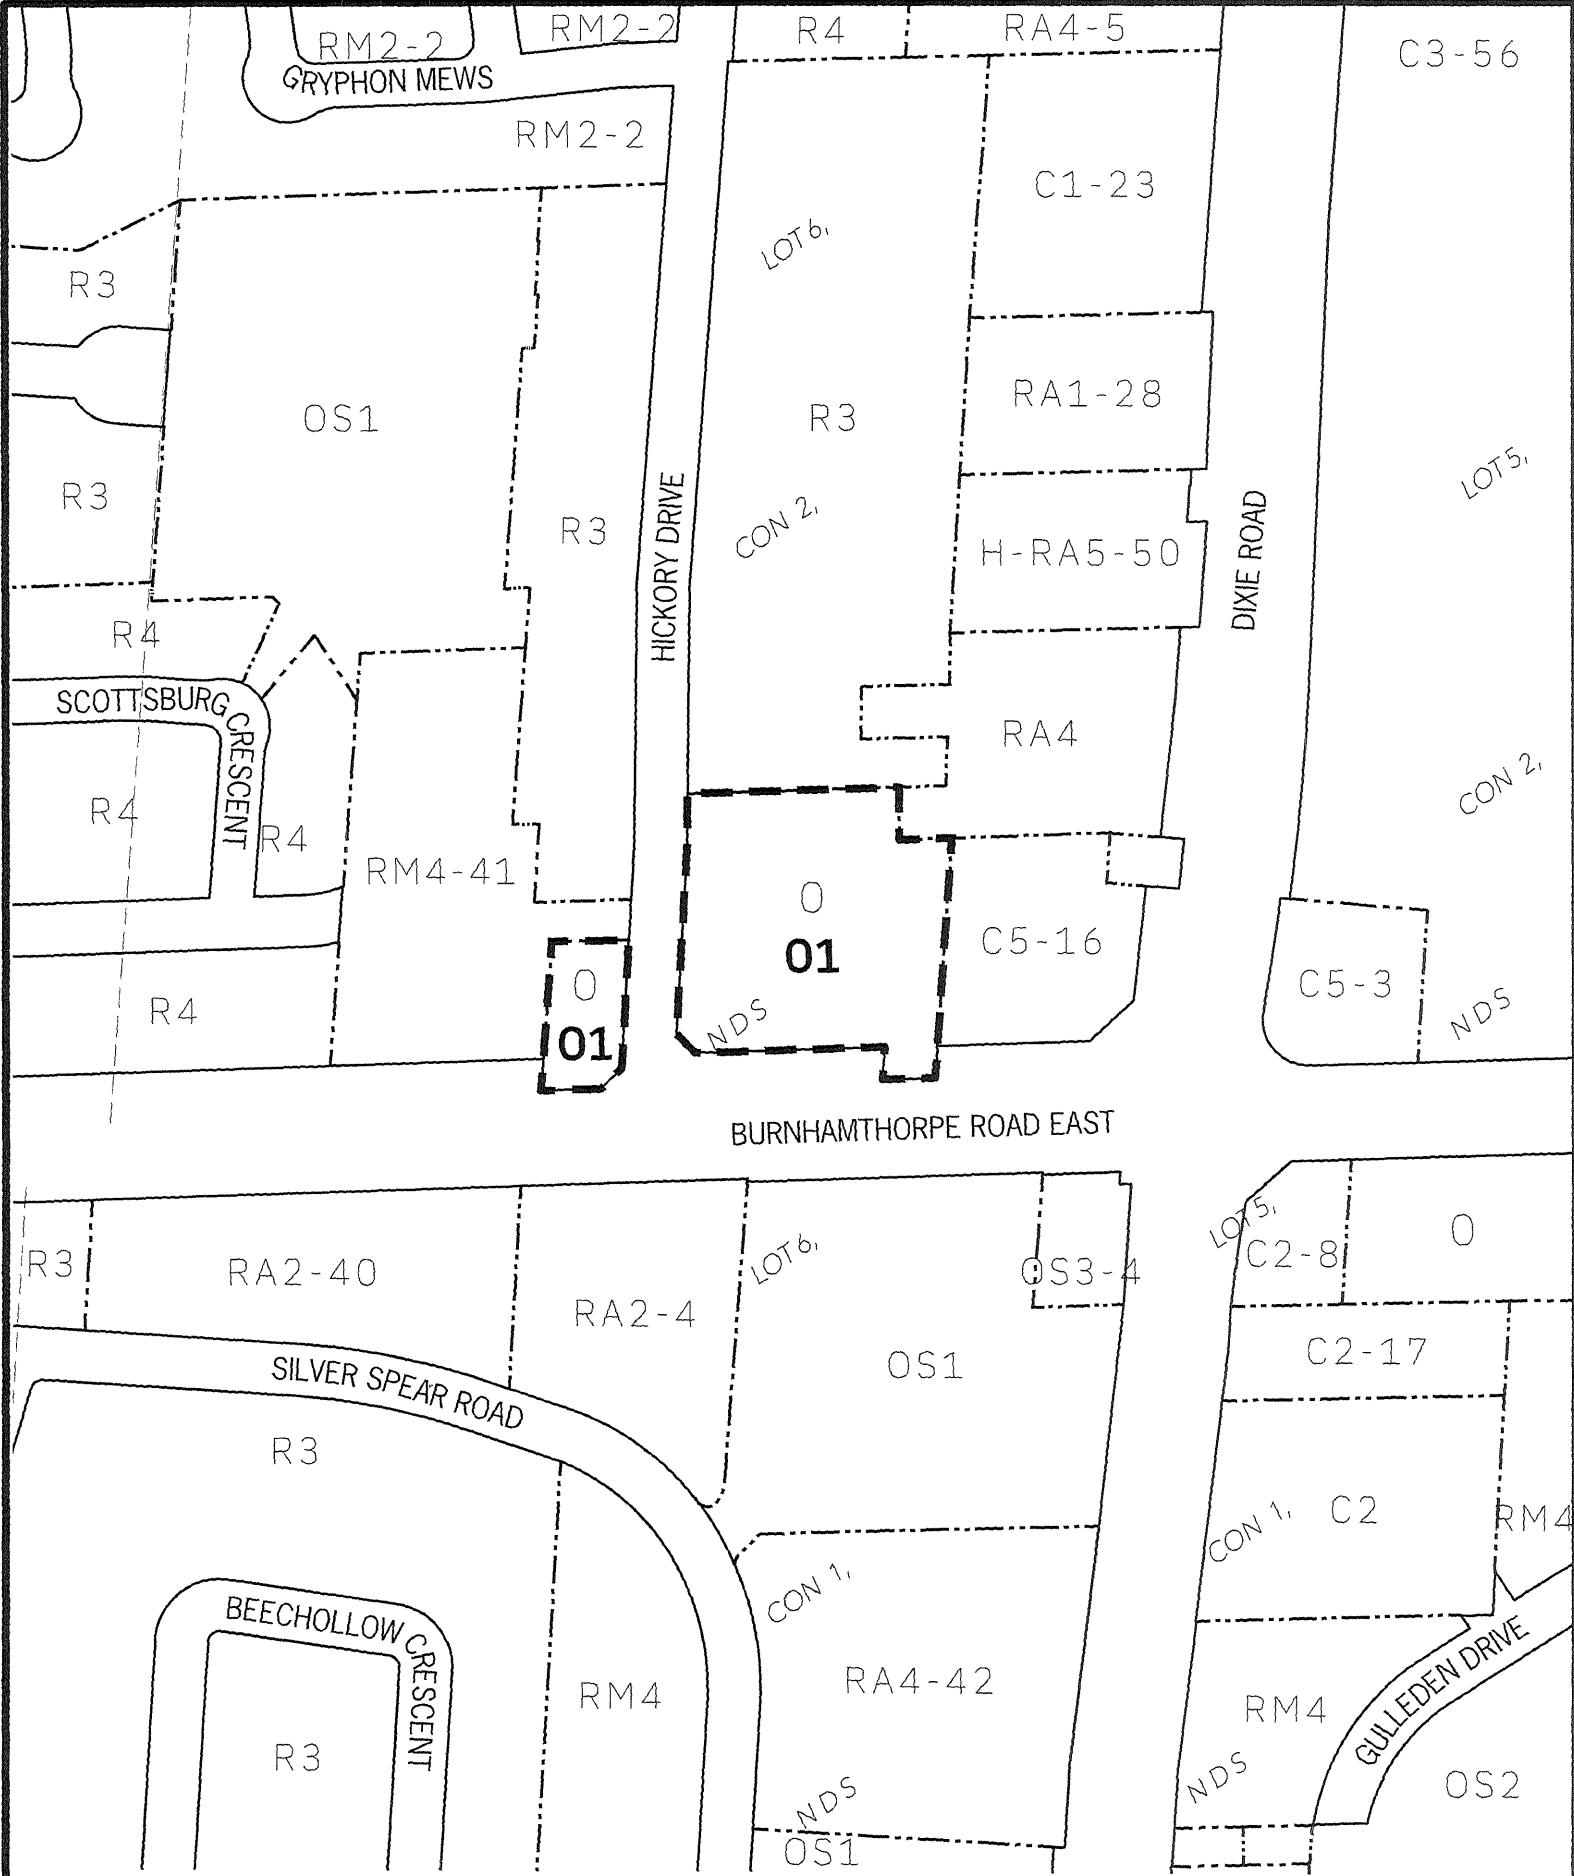 RM2-2
RM2-2
R4
RA4-5
C3-56
GRYPHON MEWS
RM2-2
C1-23
LOT 6,
R3
OS1
R3
RA1-28
R3
R3
HICKORY DRIVE
CON 2,
H-RA5-50
DIXIE ROAD
LOT 5,
R4
SCOTTSBURG CRESCENT
RA4
CON 2,
R4
R4
RM4-41
O
01
C5-16
O
01
NDS
C5-3
NDS
R4
BURNHAMTHORPE ROAD EAST
R3
RA2-40
RA2-4
LOT 6,
OS3-4
LOT 5,
C2-8
O
OS1
C2-17
SILVER SPEAR ROAD
R3
CON 1,
C2
RM4
CON 1,
BEECHOLLOW CRESCENT
R3
RM4
RA4-42
RM4
GULLEDEN DRIVE
NDS
NDS
OS2
OS1